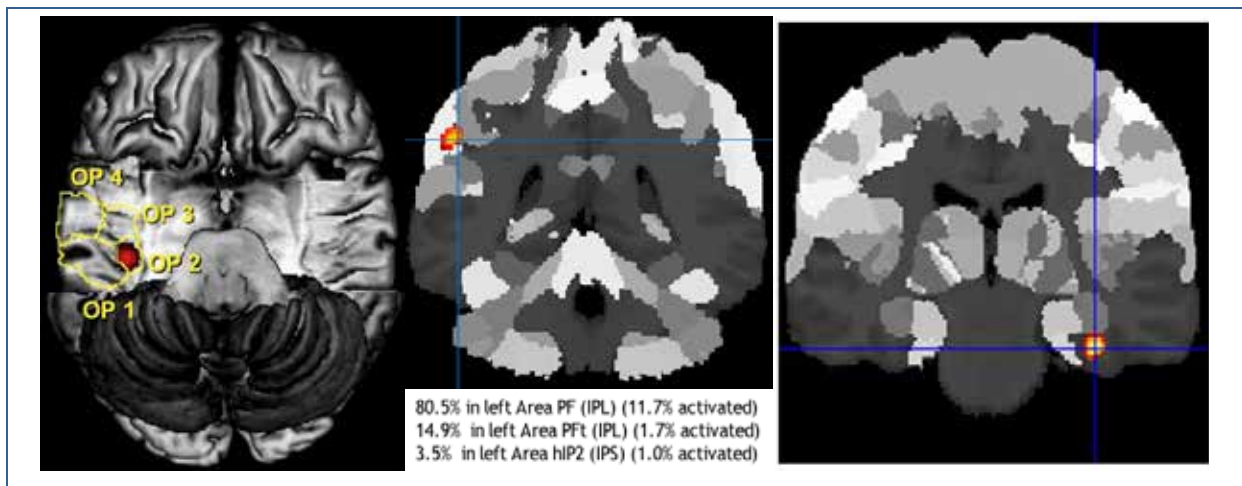 OP 4
OP 3
OP 2
OP 1
80.5% in left Area PF (IPL) (11.7% activated)
14.9% in left Area PFt (IPL) (1.7% activated)
3.5% in left Area hIP2 (IPS) (1.0% activated)